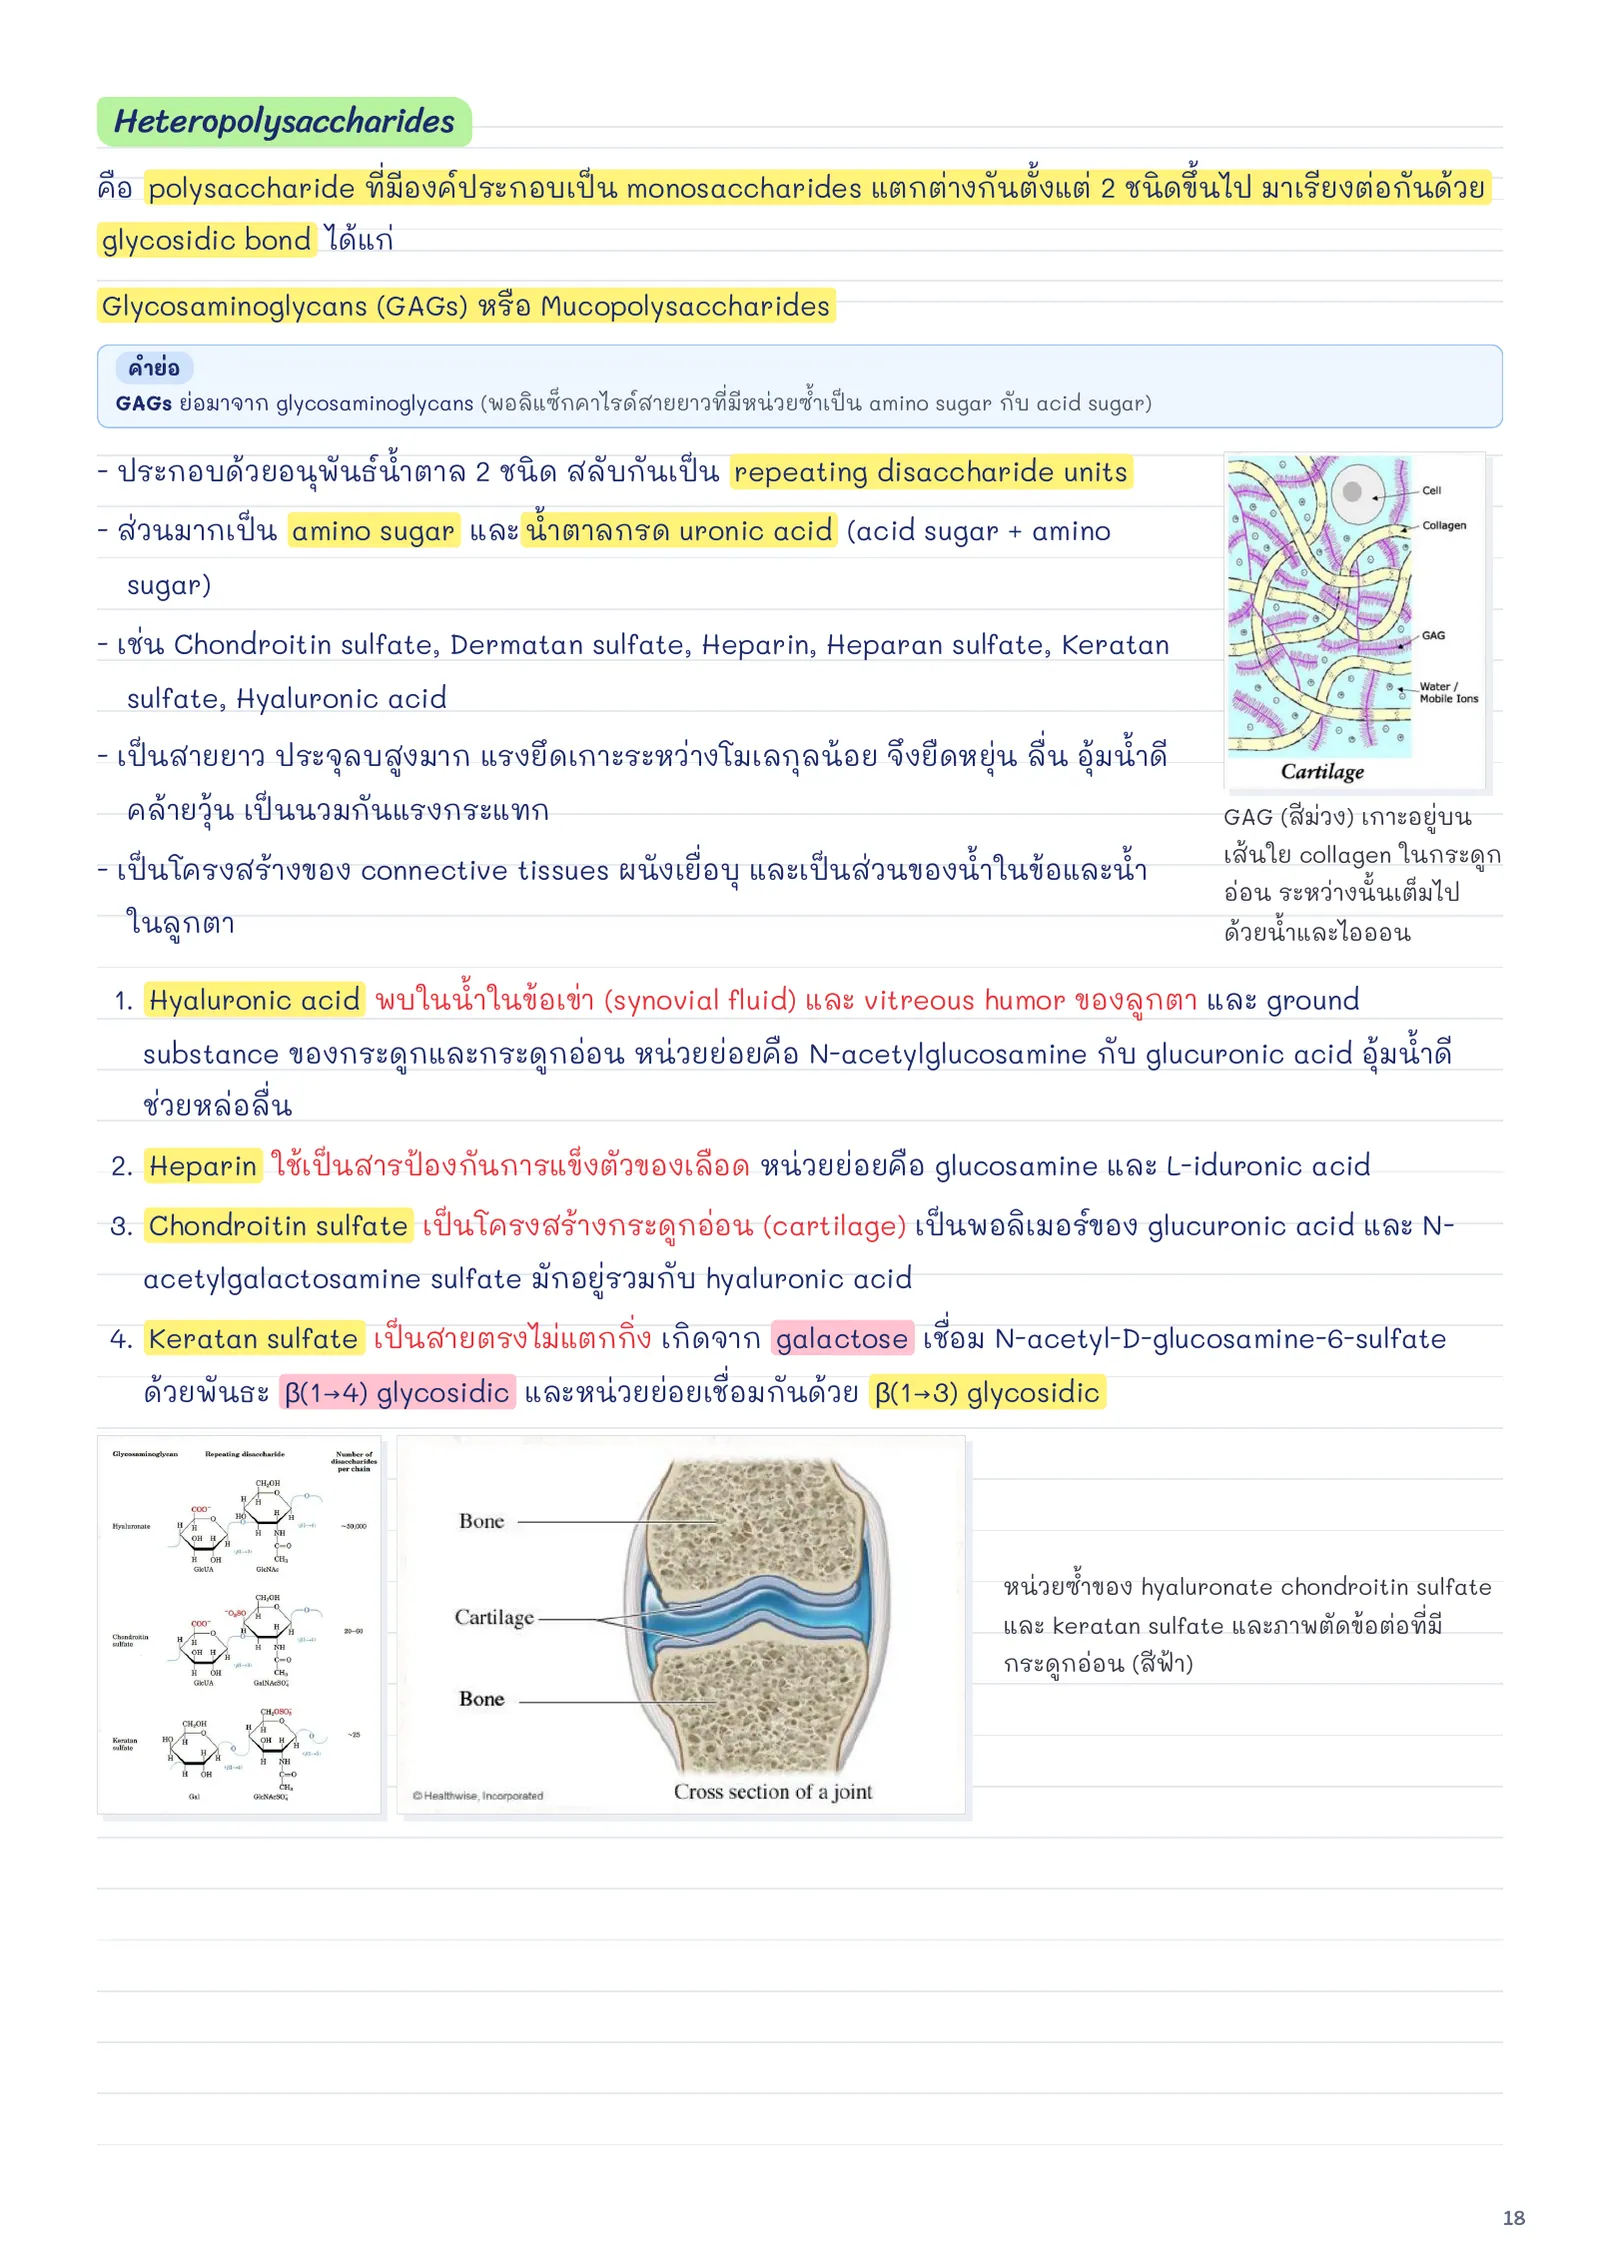 Heteropolysaccharides
คือ polysaccharide ที่มีองค์ประกอบเป็น monosaccharides แตกต่างกันตั้งแต่ 2 ชนิดขึ้นไป มาเรียงต่อกันด้วย
glycosidic bond ได้แก่
Glycosaminoglycans (GAGs) หรือ Mucopolysaccharides
คำย่อ
GAGs ย่อมาจาก glycosaminoglycans (พอลิแซ็กคาไรด์สายยาวที่มีหน่วยซ้ำเป็น amino sugar กับ acid sugar)
- ประกอบด้วยอนุพันธ์น้ำตาล 2 ชนิด สลับกันเป็น repeating disaccharide units
- ส่วนมากเป็น amino sugar และน้ำตาลกรด uronic acid (acid sugar + amino
sugar)
- เช่น Chondroitin sulfate, Dermatan sulfate, Heparin, Heparan sulfate, Keratan
sulfate, Hyaluronic acid
- เป็นสายยาว ประจุลบสูงมาก แรงยึดเกาะระหว่างโมเลกุลน้อย จึงยืดหยุ่น ลื่น อุ้มน้ำดี
คล้ายวุ้น เป็นนวมกันแรงกระแทก
- เป็นโครงสร้างของ connective tissues ผนังเยื่อบุ และเป็นส่วนของน้ำในข้อและน้ำ
ในลูกตา
Cell
Collagen
GAG
Water /
Mobile Ions
Cartilage
GAG (สีม่วง) เกาะอยู่บน
เส้นใย collagen ในกระดูก
อ่อน ระหว่างนั้นเต็มไป
ด้วยน้ำและไอออน
1. Hyaluronic acid พบในน้ำในข้อเข่า (synovial fluid) และ vitreous humor ของลูกตา และ ground
substance ของกระดูกและกระดูกอ่อน หน่วยย่อยคือ N-acetylglucosamine กับ glucuronic acid อุ้มน้ำดี
ช่วยหล่อลื่น
2. Heparin ใช้เป็นสารป้องกันการแข็งตัวของเลือด หน่วยย่อยคือ glucosamine และ L-iduronic acid
3. Chondroitin sulfate เป็นโครงสร้างกระดูกอ่อน (cartilage) เป็นพอลิเมอร์ของ glucuronic acid และ N-
acetylgalactosamine sulfate มักอยู่รวมกับ hyaluronic acid
4. Keratan sulfate เป็นสายตรงไม่แตกกิ่ง เกิดจาก galactose เชื่อม N-acetyl-D-glucosamine-6-sulfate
ด้วยพันธะ β(1→4) glycosidic และหน่วยย่อยเชื่อมกันด้วย β(1→3) glycosidic
Glycosaminoglycan Repeating disaccharide Number of
disaccharides
per chain
Hyaluronate
~50,000
GlcUA GlcNAc
Chondroitin
sulfate
20–60
GlcUA GalNAcSO₄⁻
Keratan
sulfate
~25
Gal GlcNAcSO₄⁻
Bone
Cartilage
Bone
© Healthwise, Incorporated
Cross section of a joint
หน่วยซ้ำของ hyaluronate chondroitin sulfate
และ keratan sulfate และภาพตัดข้อต่อที่มี
กระดูกอ่อน (สีฟ้า)
18